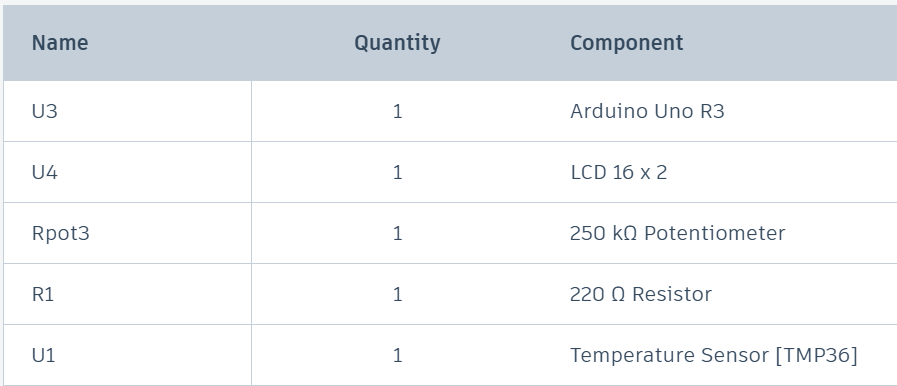 Name Quantity Component
U3 1 Arduino Uno R3
U4 1 LCD 16 x 2
Rpot3 1 250 kΩ Potentiometer
R1 1 220 Ω Resistor
U1 1 Temperature Sensor [TMP36]